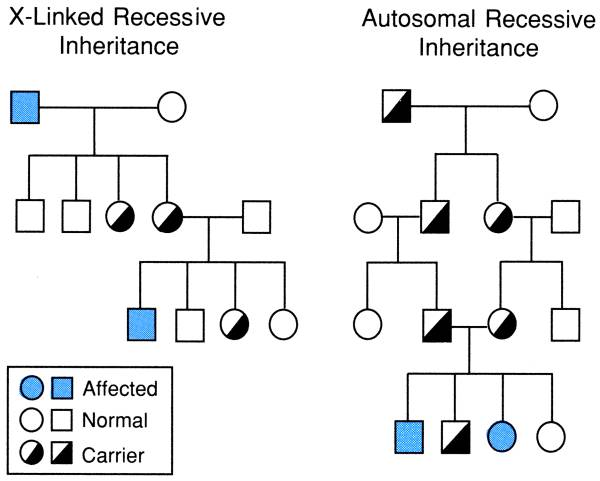 X-Linked Recessive
Inheritance
Autosomal Recessive
Inheritance
Affected
Normal
Carrier